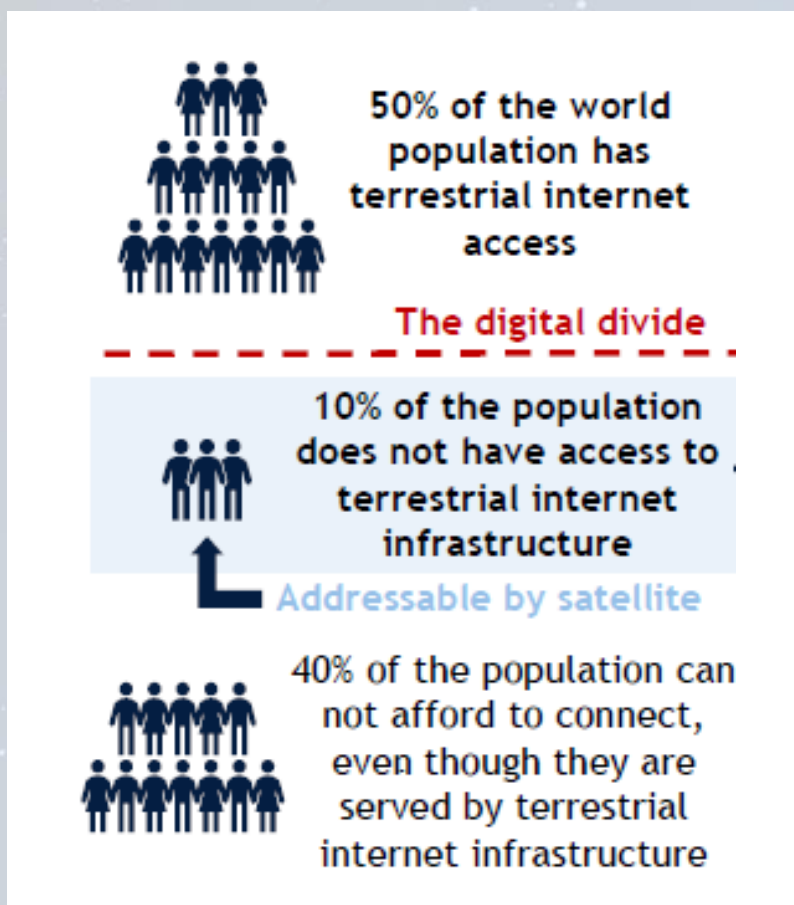 50% of the world
population has
terrestrial internet
access
The digital divide
10% of the population
does not have access to
terrestrial internet
infrastructure
Addressable by satellite
40% of the population can
not afford to connect,
even though they are
served by terrestrial
internet infrastructure